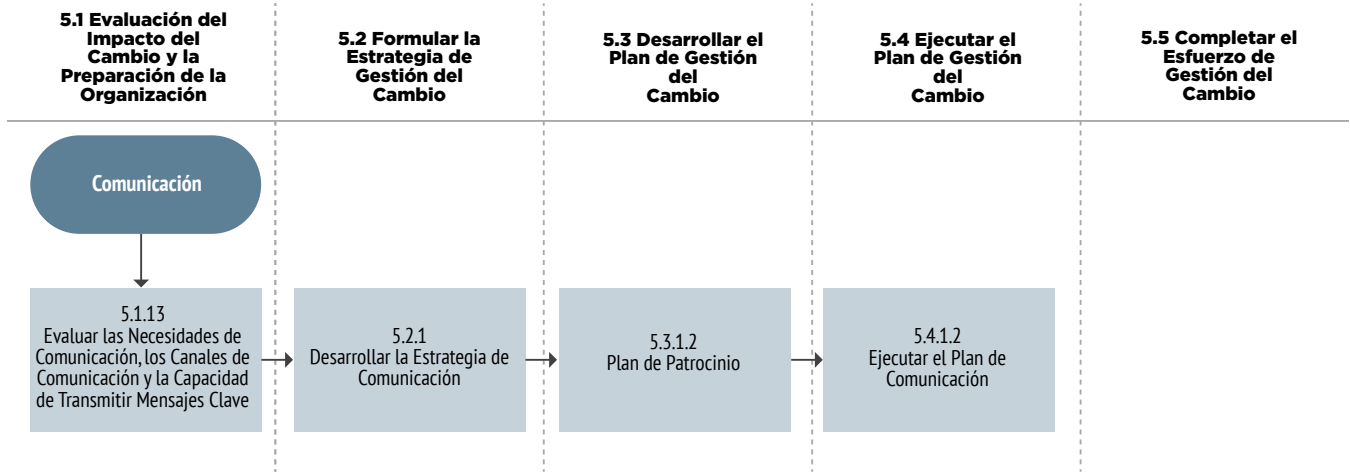 5.1 Evaluación del
Impacto del
Cambio y la
Preparación de la
Organización
5.2 Formular la
Estrategia de
Gestión del
Cambio
5.3 Desarrollar el
Plan de Gestión
del
Cambio
5.4 Ejecutar el
Plan de Gestión
del
Cambio
5.5 Completar el
Esfuerzo de
Gestión del
Cambio
Comunicación
5.1.13
Evaluar las Necesidades de
Comunicación, los Canales de
Comunicación y la Capacidad
de Transmitir Mensajes Clave
5.2.1
Desarrollar la Estrategia de
Comunicación
5.3.1.2
Plan de Patrocinio
5.4.1.2
Ejecutar el Plan de
Comunicación